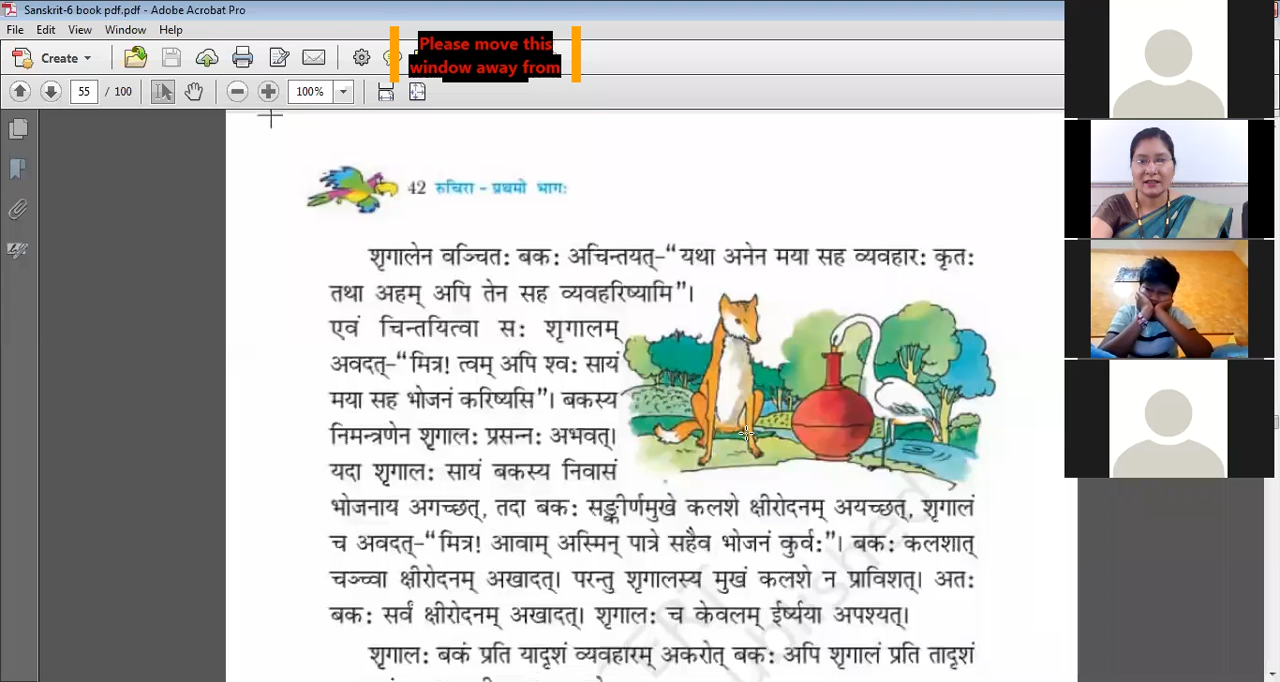 Sanskrit-6 book pdf.pdf - Adobe Acrobat Pro
File Edit View Window Help
Create
Please move this
window away from
55 / 100 100%
42 रुचिरा - प्रथमो भागः
शृगालेन वञ्चितः बकः अचिन्तयत्-“यथा अनेन मया सह व्यवहारः कृतः
तथा अहम् अपि तेन सह व्यवहरिष्यामि”।
एवं चिन्तयित्वा सः शृगालम्
अवदत्-“मित्र! त्वम् अपि श्वः सायं
मया सह भोजनं करिष्यसि”। बकस्य
निमन्त्रणेन शृगालः प्रसन्नः अभवत्।
यदा शृगालः सायं बकस्य निवासं
भोजनाय अगच्छत्, तदा बकः सङ्कीर्णमुखे कलशे क्षीरोदनम् अयच्छत्, शृगालं
च अवदत्-“मित्र! आवाम् अस्मिन् पात्रे सहैव भोजनं कुर्वः”। बकः कलशात्
चञ्च्वा क्षीरोदनम् अखादत्। परन्तु शृगालस्य मुखं कलशे न प्राविशत्। अतः
बकः सर्वं क्षीरोदनम् अखादत्। शृगालः च केवलम् ईर्ष्यया अपश्यत्।
शृगालः बकं प्रति यादृशं व्यवहारम् अकरोत् बकः अपि शृगालं प्रति तादृशं